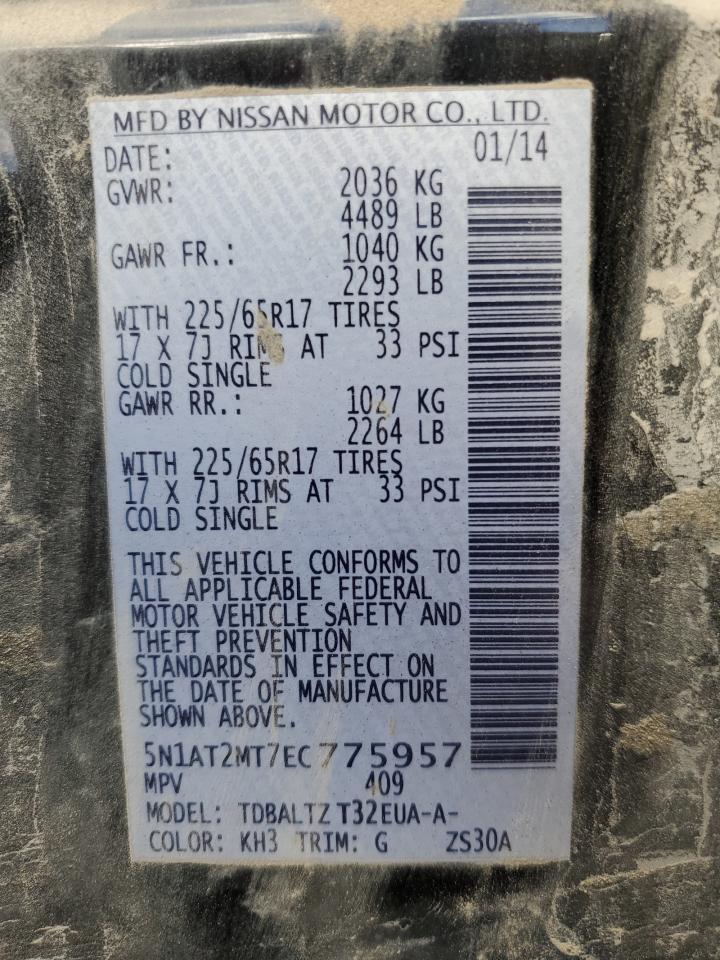 MFD BY NISSAN MOTOR CO., LTD.
DATE: 01/14
GVWR: 2036 KG
4489 LB
GAWR FR.: 1040 KG
2293 LB
WITH 225/65R17 TIRES
17 X 7J RIMS AT 33 PSI
COLD SINGLE
GAWR RR.: 1027 KG
2264 LB
WITH 225/65R17 TIRES
17 X 7J RIMS AT 33 PSI
COLD SINGLE
THIS VEHICLE CONFORMS TO
ALL APPLICABLE FEDERAL
MOTOR VEHICLE SAFETY AND
THEFT PREVENTION
STANDARDS IN EFFECT ON
THE DATE OF MANUFACTURE
SHOWN ABOVE.
5N1AT2MT7EC775957
MPV 409
MODEL: TDBALTZ T32EUA-A-
COLOR: KH3 TRIM: G ZS30A